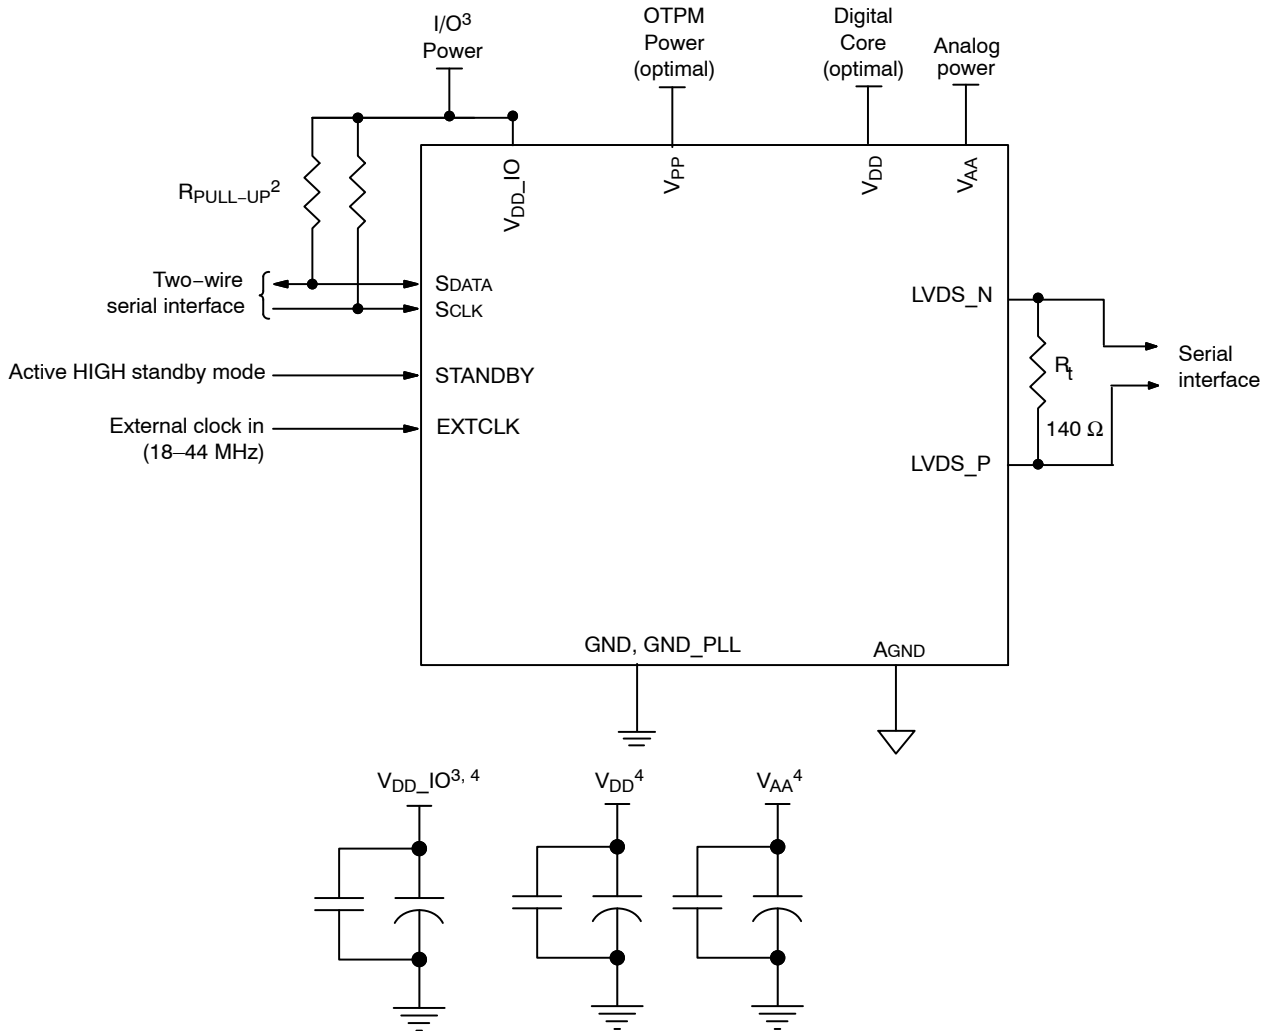 I/O3
Power
OTPM
Power
(optimal)
Digital
Core
(optimal)
Analog
power
VDD_IO
VPP
VDD
VAA
RPULL−UP2
Two−wire
serial interface
SDATA
SCLK
Active HIGH standby mode
STANDBY
External clock in
(18–44 MHz)
EXTCLK
LVDS_N
Rt
140 Ω
LVDS_P
Serial
interface
GND, GND_PLL
AGND
VDD_IO3, 4
VDD4
VAA4